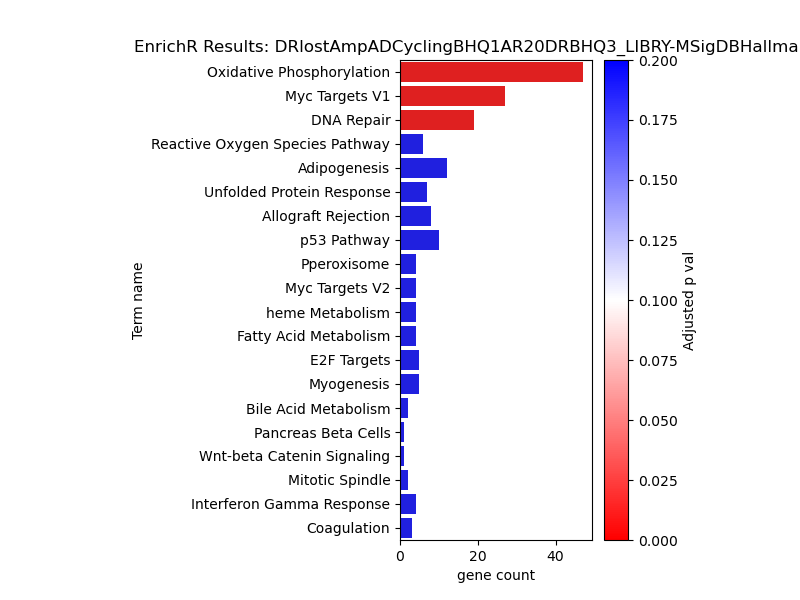 EnrichR Results: DRlostAmpADCyclingBHQ1AR20DRBHQ3_LIBRY-MSigDBHallma
Oxidative Phosphorylation
Myc Targets V1
DNA Repair
Reactive Oxygen Species Pathway
Adipogenesis
Unfolded Protein Response
Allograft Rejection
p53 Pathway
Pperoxisome
Myc Targets V2
heme Metabolism
Fatty Acid Metabolism
E2F Targets
Myogenesis
Bile Acid Metabolism
Pancreas Beta Cells
Wnt-beta Catenin Signaling
Mitotic Spindle
Interferon Gamma Response
Coagulation
Term name
0 20 40
gene count
0.200
0.175
0.150
0.125
0.100
0.075
0.050
0.025
0.000
Adjusted p val